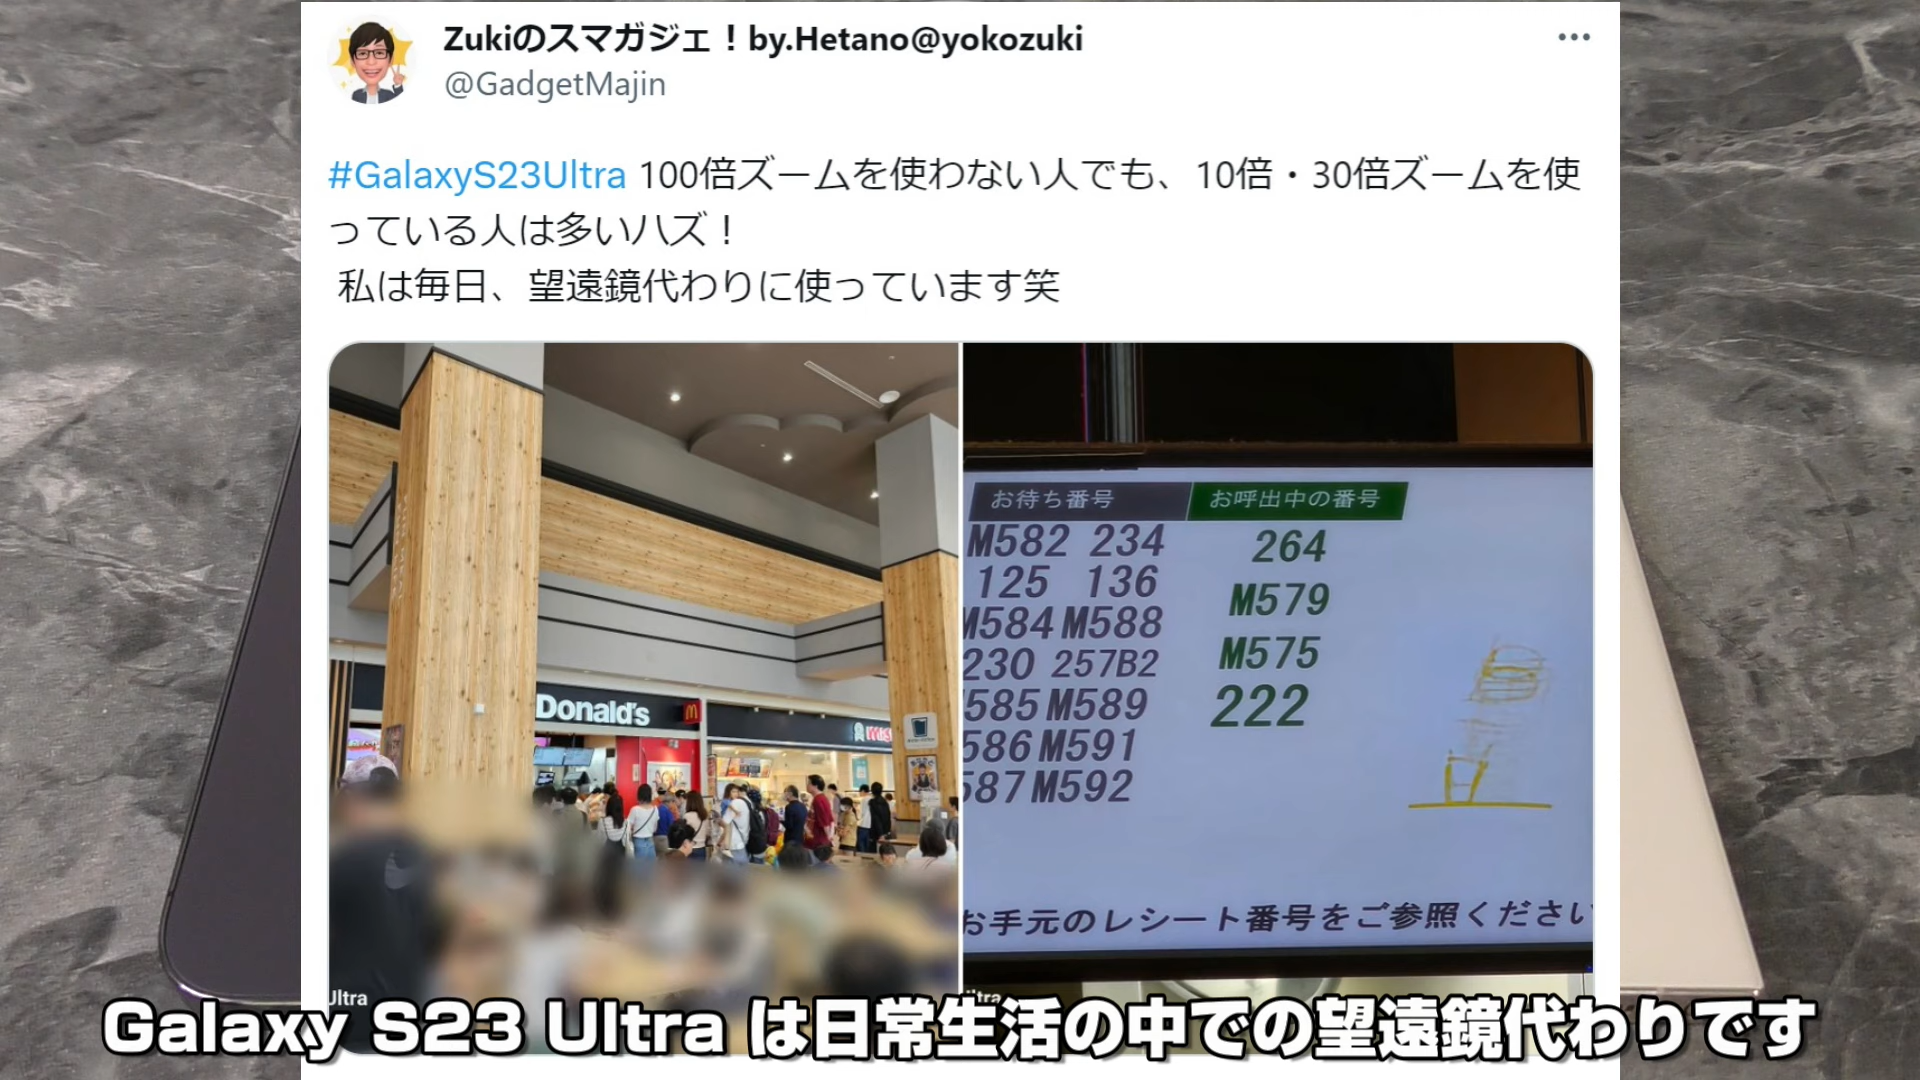 Zukiのスマガジェ！by.Hetano@yokozuki
@GadgetMajin
#GalaxyS23Ultra 100倍ズームを使わない人でも、10倍・30倍ズームを使
っている人は多いハズ！
私は毎日、望遠鏡代わりに使っています笑
Donald's
お待ち番号 お呼出中の番号
M582 234 264
125 136 M579
M584 M588 M575
230 257B2 222
585 M589
586 M591
587 M592
お手元のレシート番号をご参照ください
Ultra
Galaxy S23 Ultra は日常生活の中での望遠鏡代わりです